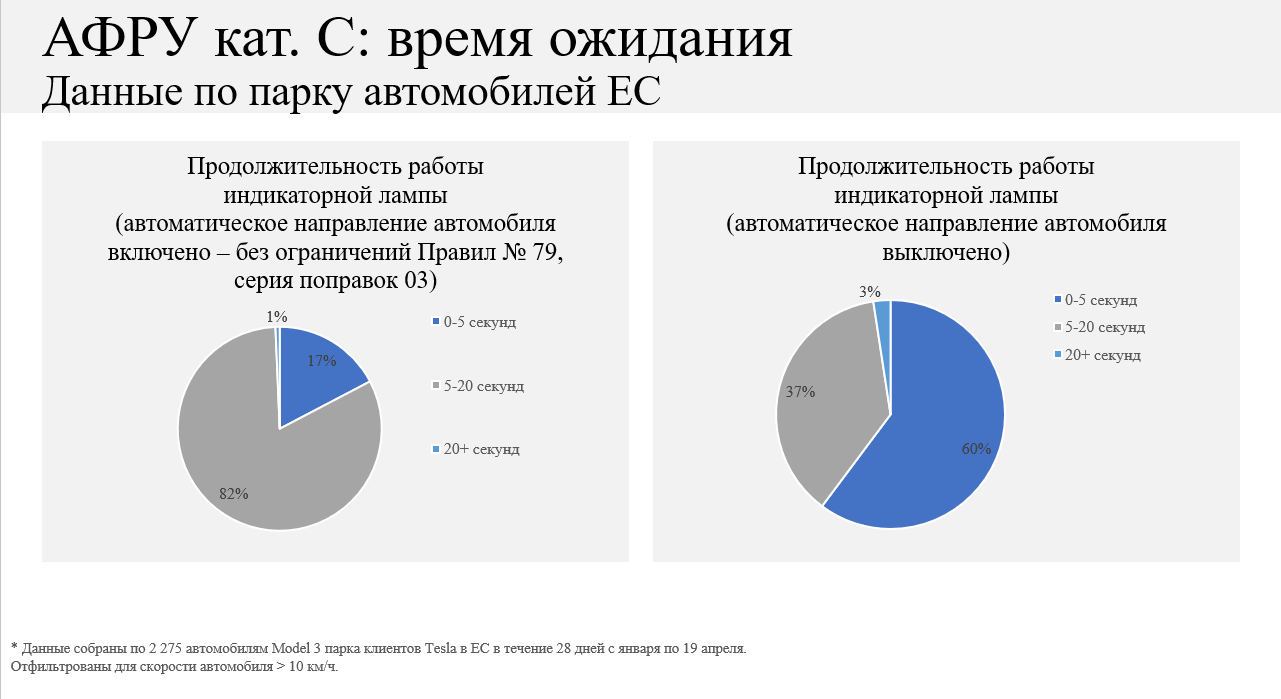 АФРУ кат. С: время ожидания
Данные по парку автомобилей ЕС
Продолжительность работы
индикаторной лампы
(автоматическое направление автомобиля
включено – без ограничений Правил № 79,
серия поправок 03)
1%
17%
82%
0-5 секунд
5-20 секунд
20+ секунд
Продолжительность работы
индикаторной лампы
(автоматическое направление автомобиля
выключено)
3%
37%
60%
0-5 секунд
5-20 секунд
20+ секунд
* Данные собраны по 2 275 автомобилям Model 3 парка клиентов Tesla в ЕС в течение 28 дней с января по 19 апреля.
Отфильтрованы для скорости автомобиля > 10 км/ч.